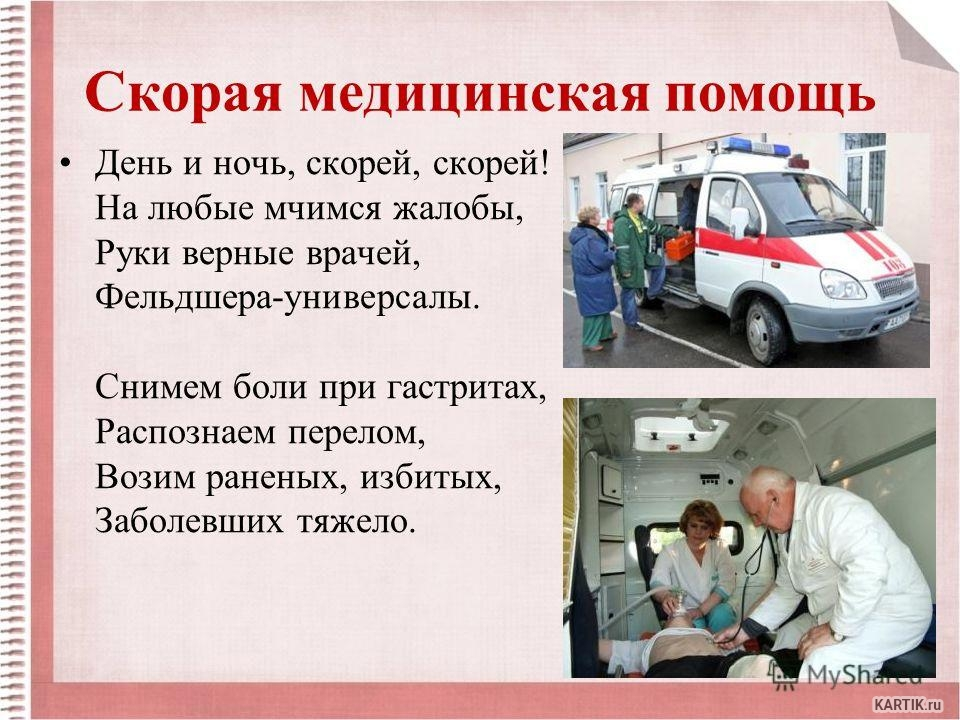 Скорая медицинская помощь
• День и ночь, скорей, скорей!
На любые мчимся жалобы,
Руки верные врачей,
Фельдшера-универсалы.
Снимем боли при гастритах,
Распознаем перелом,
Возим раненых, избитых,
Заболевших тяжело.
103
MyShared
KARTIK.ru